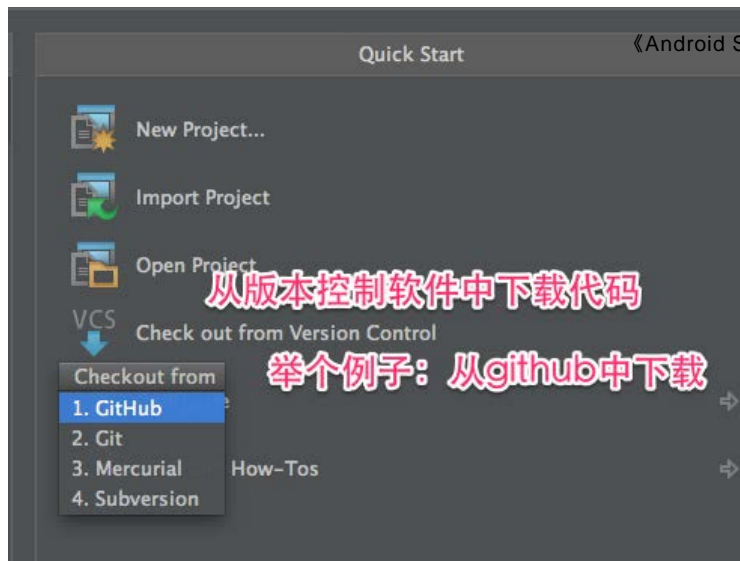 《Android S
Quick Start
New Project...
Import Project
Open Project
从版本控制软件中下载代码
VCS
Check out from Version Control
举个例子：从github中下载
Checkout from
1. GitHub
2. Git
3. Mercurial
How-Tos
4. Subversion